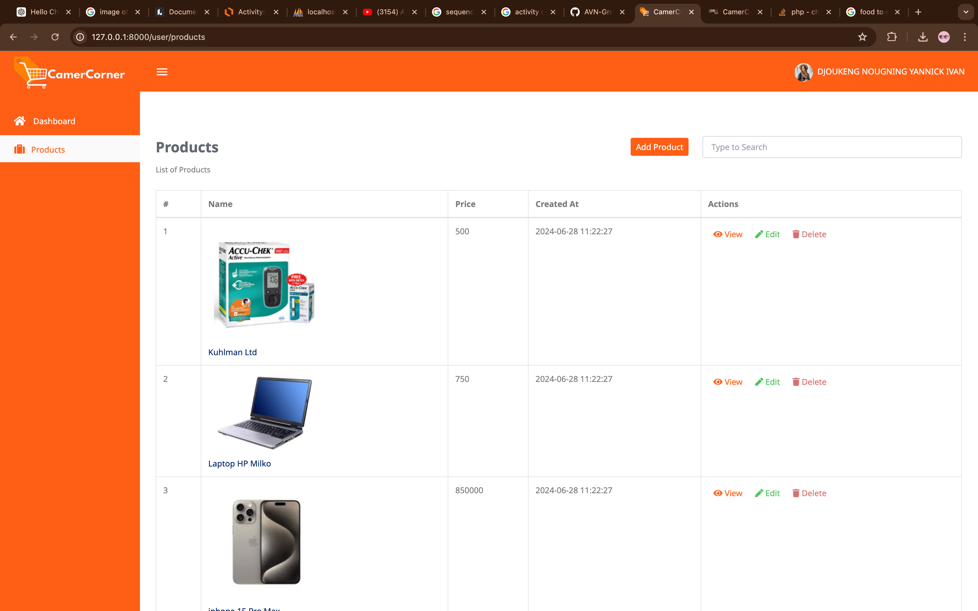 Hello Ch
image o
Docume
Activity
localhos
(3154) A
sequenc
activity
AVN-Gr
CamerC
CamerC
php - ch
food to
127.0.0.1:8000/user/products
CamerCorner
DJOUKENG NOUGNING YANNICK IVAN
Dashboard
Products
Products
Add Product
Type to Search
List of Products
# Name Price Created At Actions
1 500 2024-06-28 11:22:27 View Edit Delete
ACCU-CHEK
Active
Kuhlman Ltd
2 750 2024-06-28 11:22:27 View Edit Delete
Laptop HP Milko
3 850000 2024-06-28 11:22:27 View Edit Delete
iphone 15 Pro Max